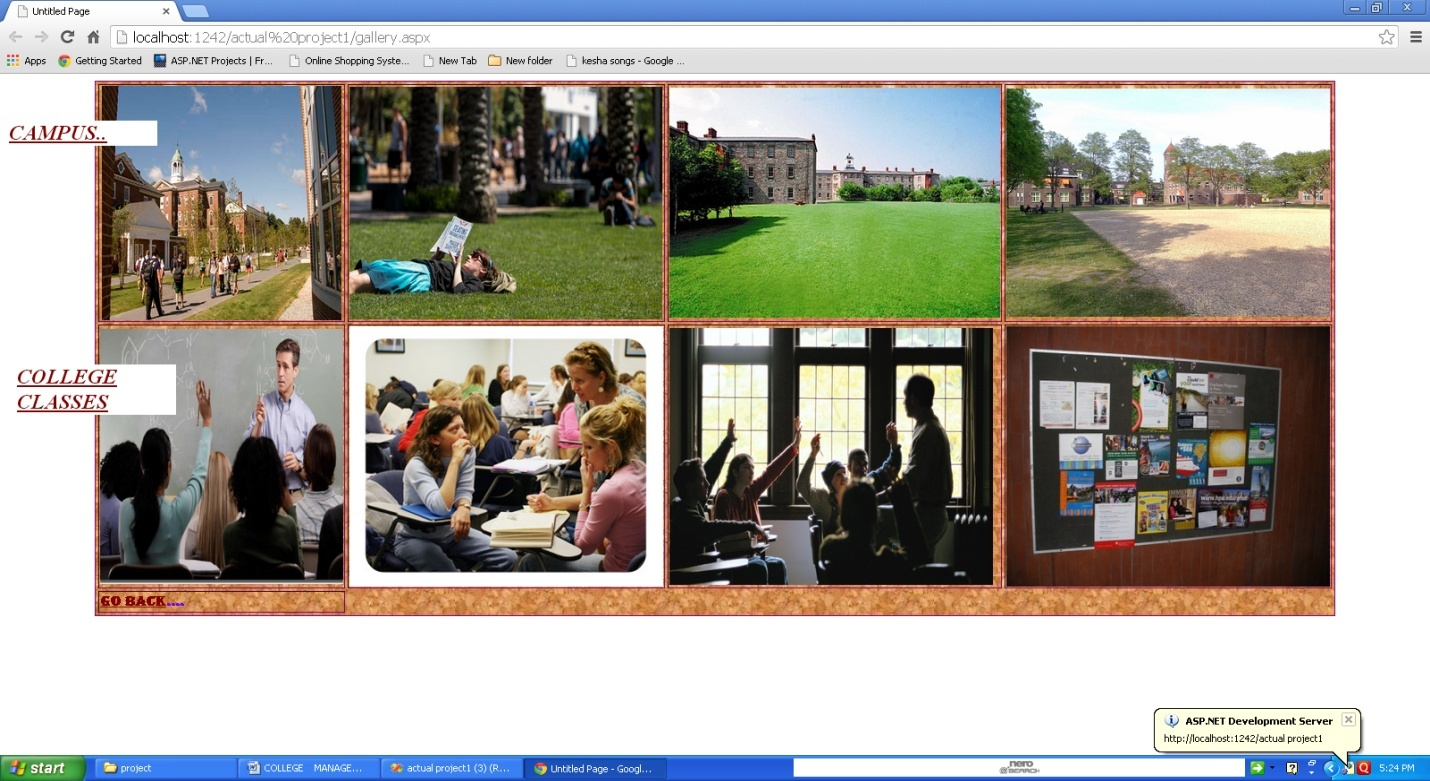 Untitled Page
localhost:1242/actual%20project1/gallery.aspx
Apps
Getting Started
ASP.NET Projects | Fr...
Online Shopping Syste...
New Tab
New folder
kesha songs - Google ...
CAMPUS..
COLLEGE
CLASSES
GO BACK....
ASP.NET Development Server
http://localhost:1242/actual project1
start
project
COLLEGE MANAGE...
actual project1 (3) (R...
Untitled Page - Googl...
nero
SEARCH
5:24 PM